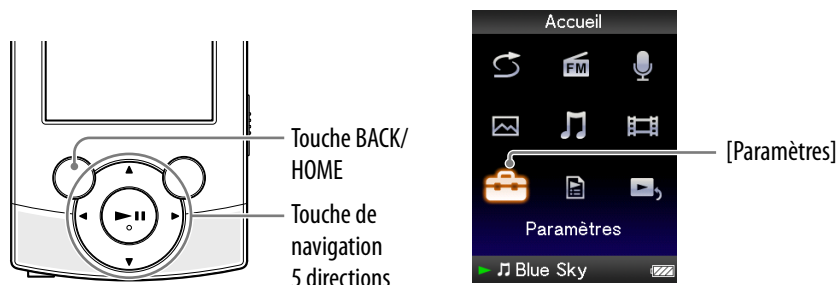 Touche BACK/
HOME
Touche de
navigation
5 directions
Accueil
FM
[Paramètres]
Paramètres
Blue Sky